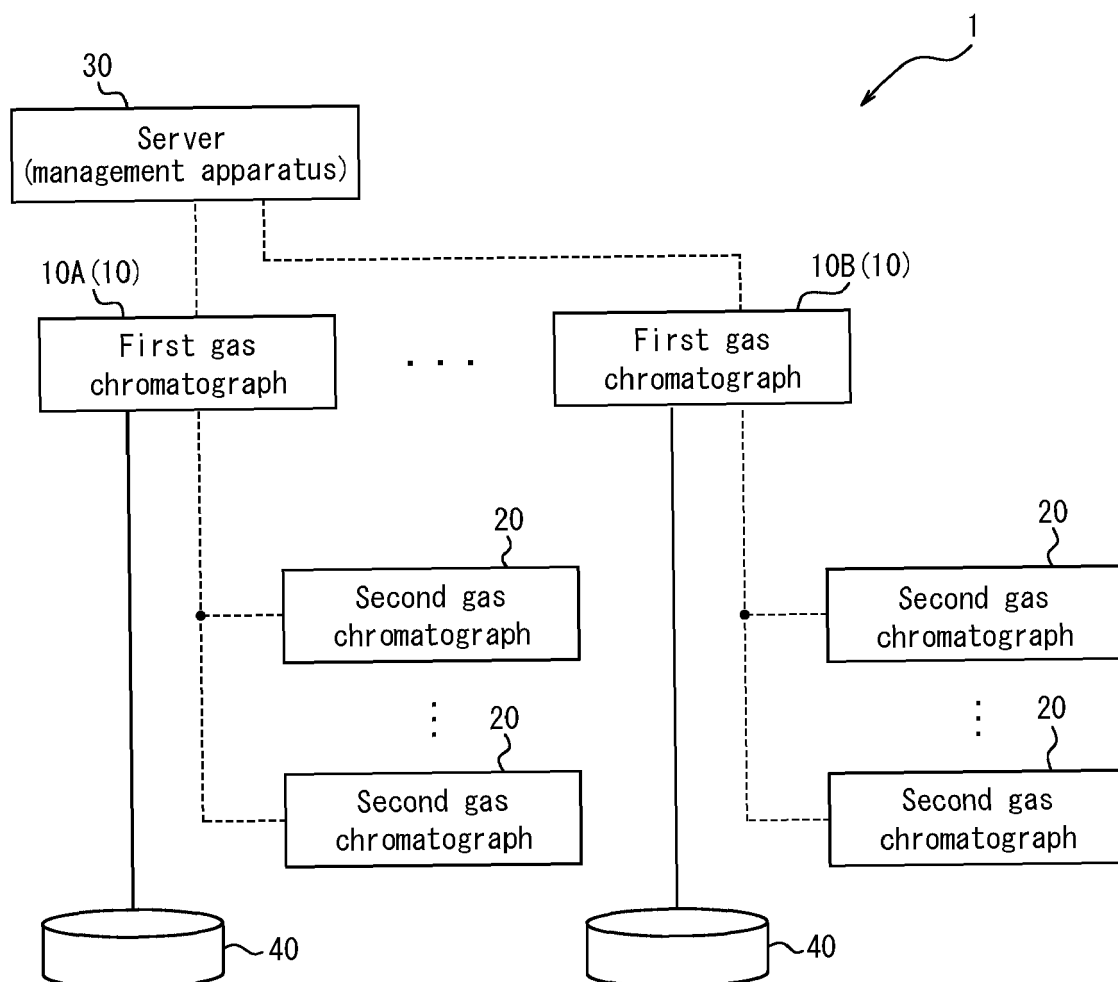 1
30
Server
(management apparatus)
10A(10)
10B(10)
First gas
chromatograph
. . .
First gas
chromatograph
20
20
Second gas
chromatograph
Second gas
chromatograph
20
20
Second gas
chromatograph
Second gas
chromatograph
40
40